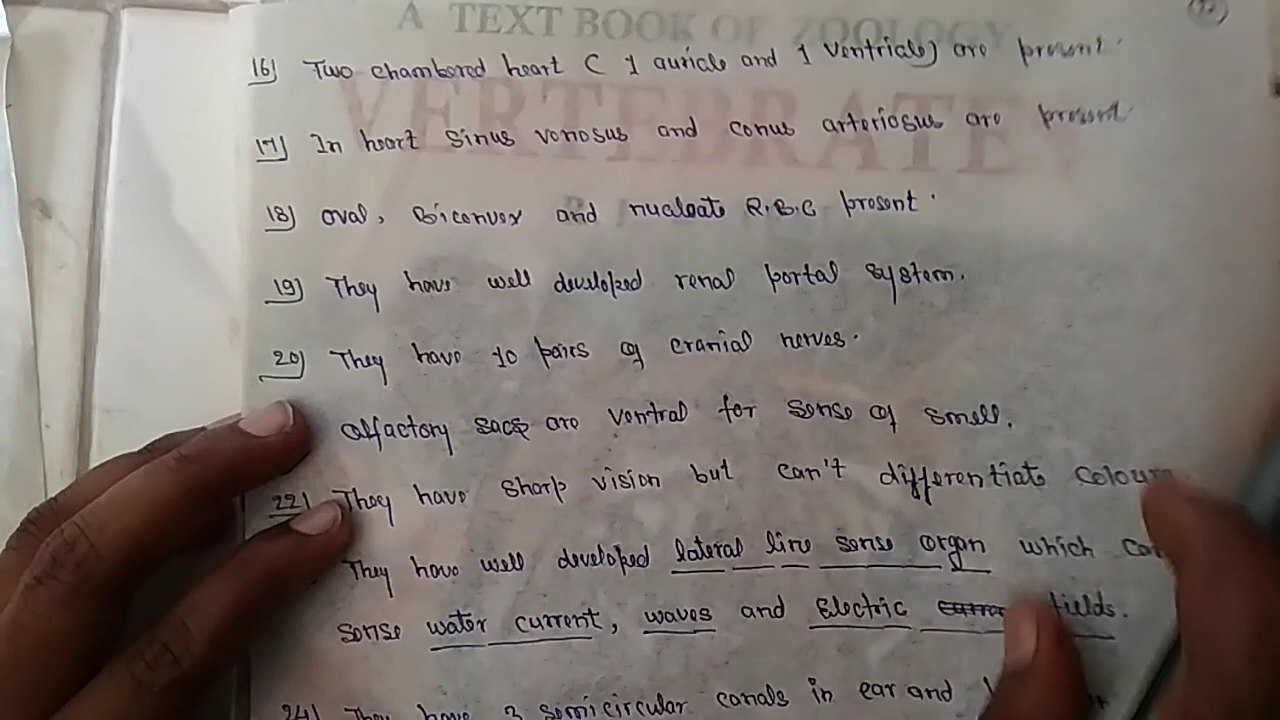 A TEXT BOOK OF ZOOLOGY
VERTEBRATE
16) Two chambered heart ( 1 auricle and 1 ventricle) are present.
17) In heart sinus venosus and conus arteriosus are present.
18) oval, Biconvex and nucleate R.B.C present.
19) They have well developed renal portal system.
20) They have 10 pairs of cranial nerves.
olfactory sacs are ventral for sense of smell.
22) They have sharp vision but can't differentiate colour
They have well developed lateral line sense organ which can
sense water current, waves and Electric fields.
24) They have 3 semicircular canals in ear and